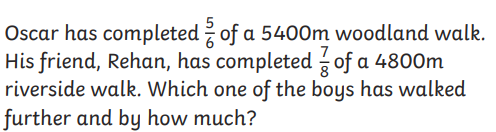 Oscar has completed 5/6 of a 5400m woodland walk.
His friend, Rehan, has completed 7/8 of a 4800m
riverside walk. Which one of the boys has walked
further and by how much?